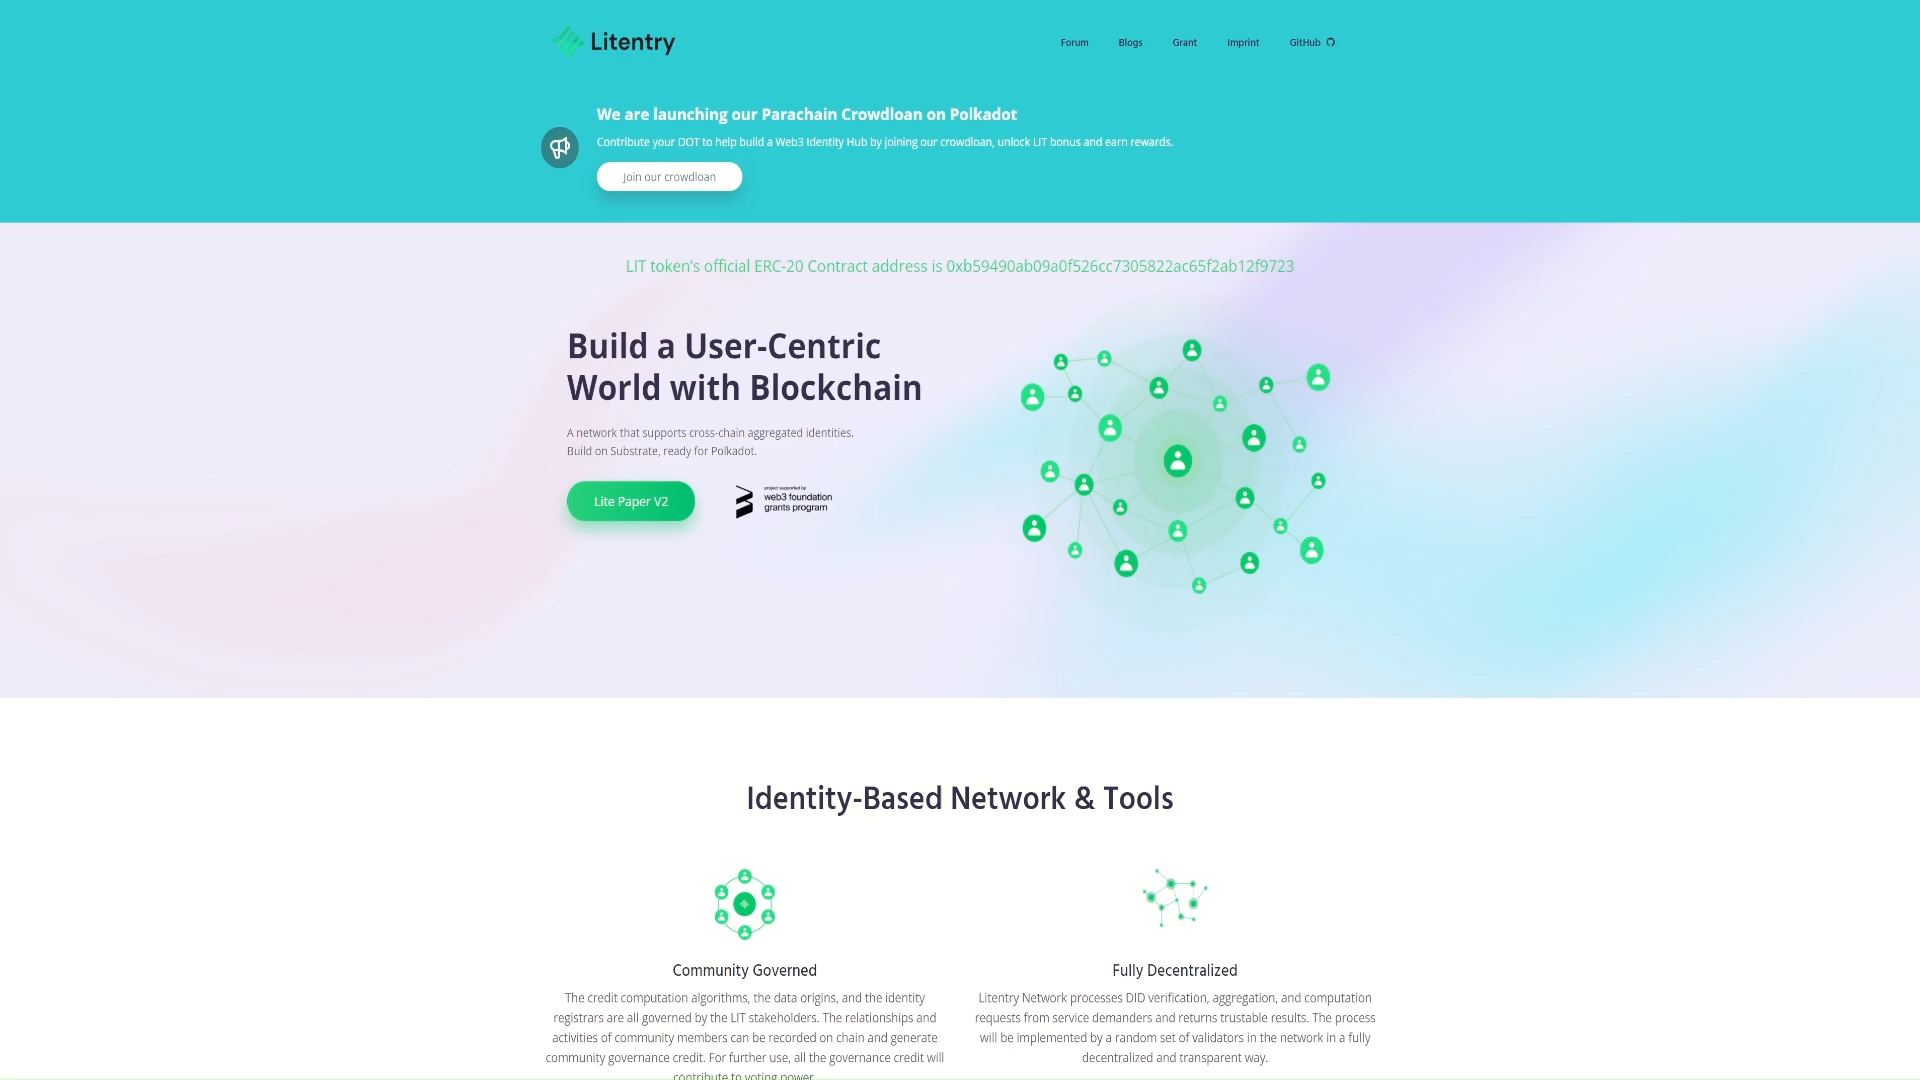 Litentry
Forum
Blogs
Grant
Imprint
GitHub
We are launching our Parachain Crowdloan on Polkadot
Contribute your DOT to help build a Web3 Identity Hub by joining our crowdloan, unlock LIT bonus and earn rewards.
Join our crowdloan
LIT token's official ERC-20 Contract address is 0xb59490ab09a0f526cc7305822ac65f2ab12f9723
Build a User-Centric
World with Blockchain
A network that supports cross-chain aggregated identities.
Build on Substrate, ready for Polkadot.
Lite Paper V2
project supported by
web3 foundation
grants program
Identity-Based Network & Tools
Community Governed
The credit computation algorithms, the data origins, and the identity
registrars are all governed by the LIT stakeholders. The relationships and
activities of community members can be recorded on chain and generate
community governance credit. For further use, all the governance credit will
contribute to voting power.
Fully Decentralized
Litentry Network processes DID verification, aggregation, and computation
requests from service demanders and returns trustable results. The process
will be implemented by a random set of validators in the network in a fully
decentralized and transparent way.